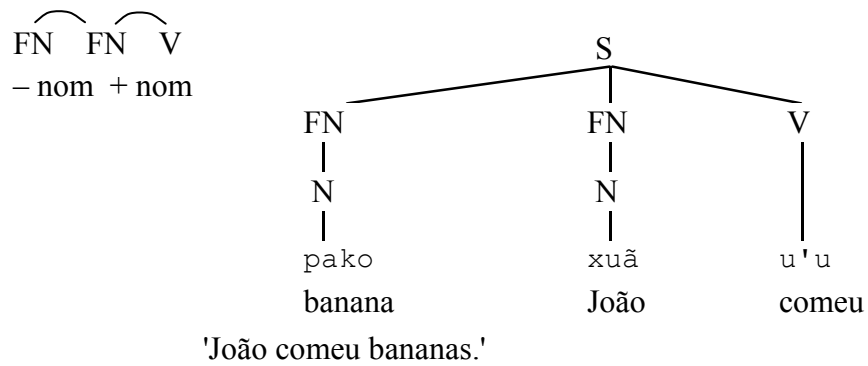 FN FN V
– nom + nom
S
FN FN V
N N
pako xuã u'u
banana João comeu
'João comeu bananas.'